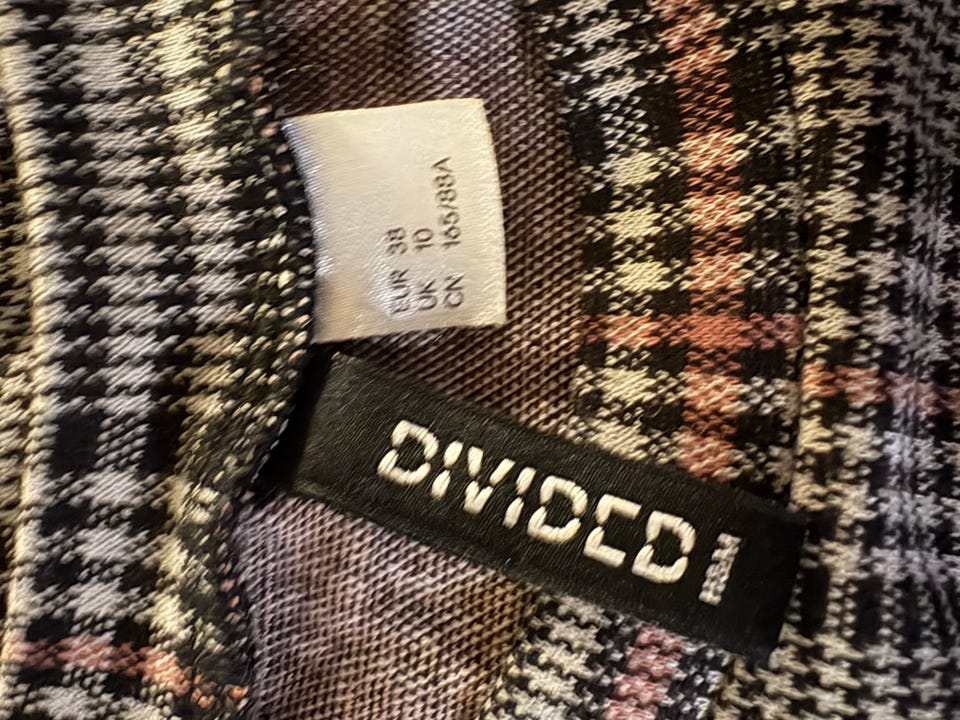 EUR 38
UK 10
CN 165/88A
DIVIDED